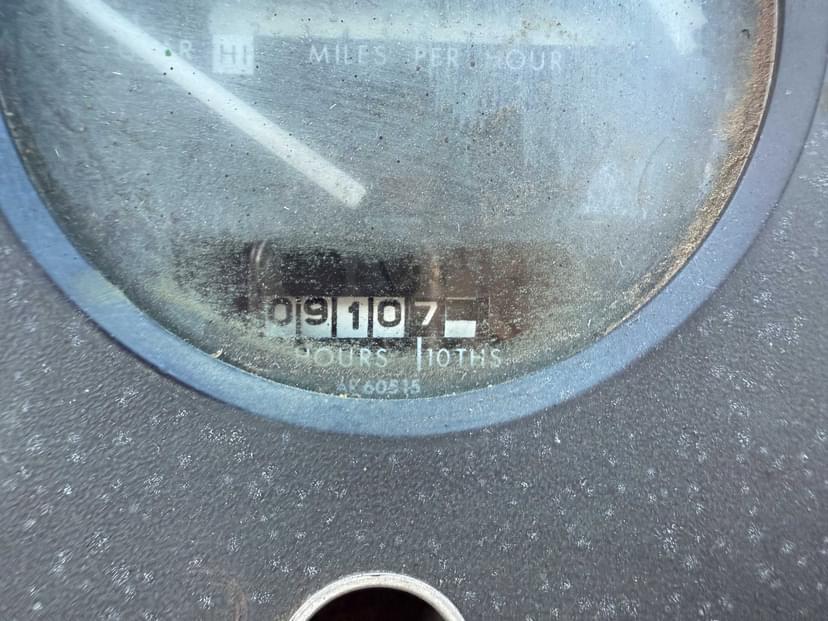 HI MILES PER HOUR
09107
HOURS 10THS
AK60515